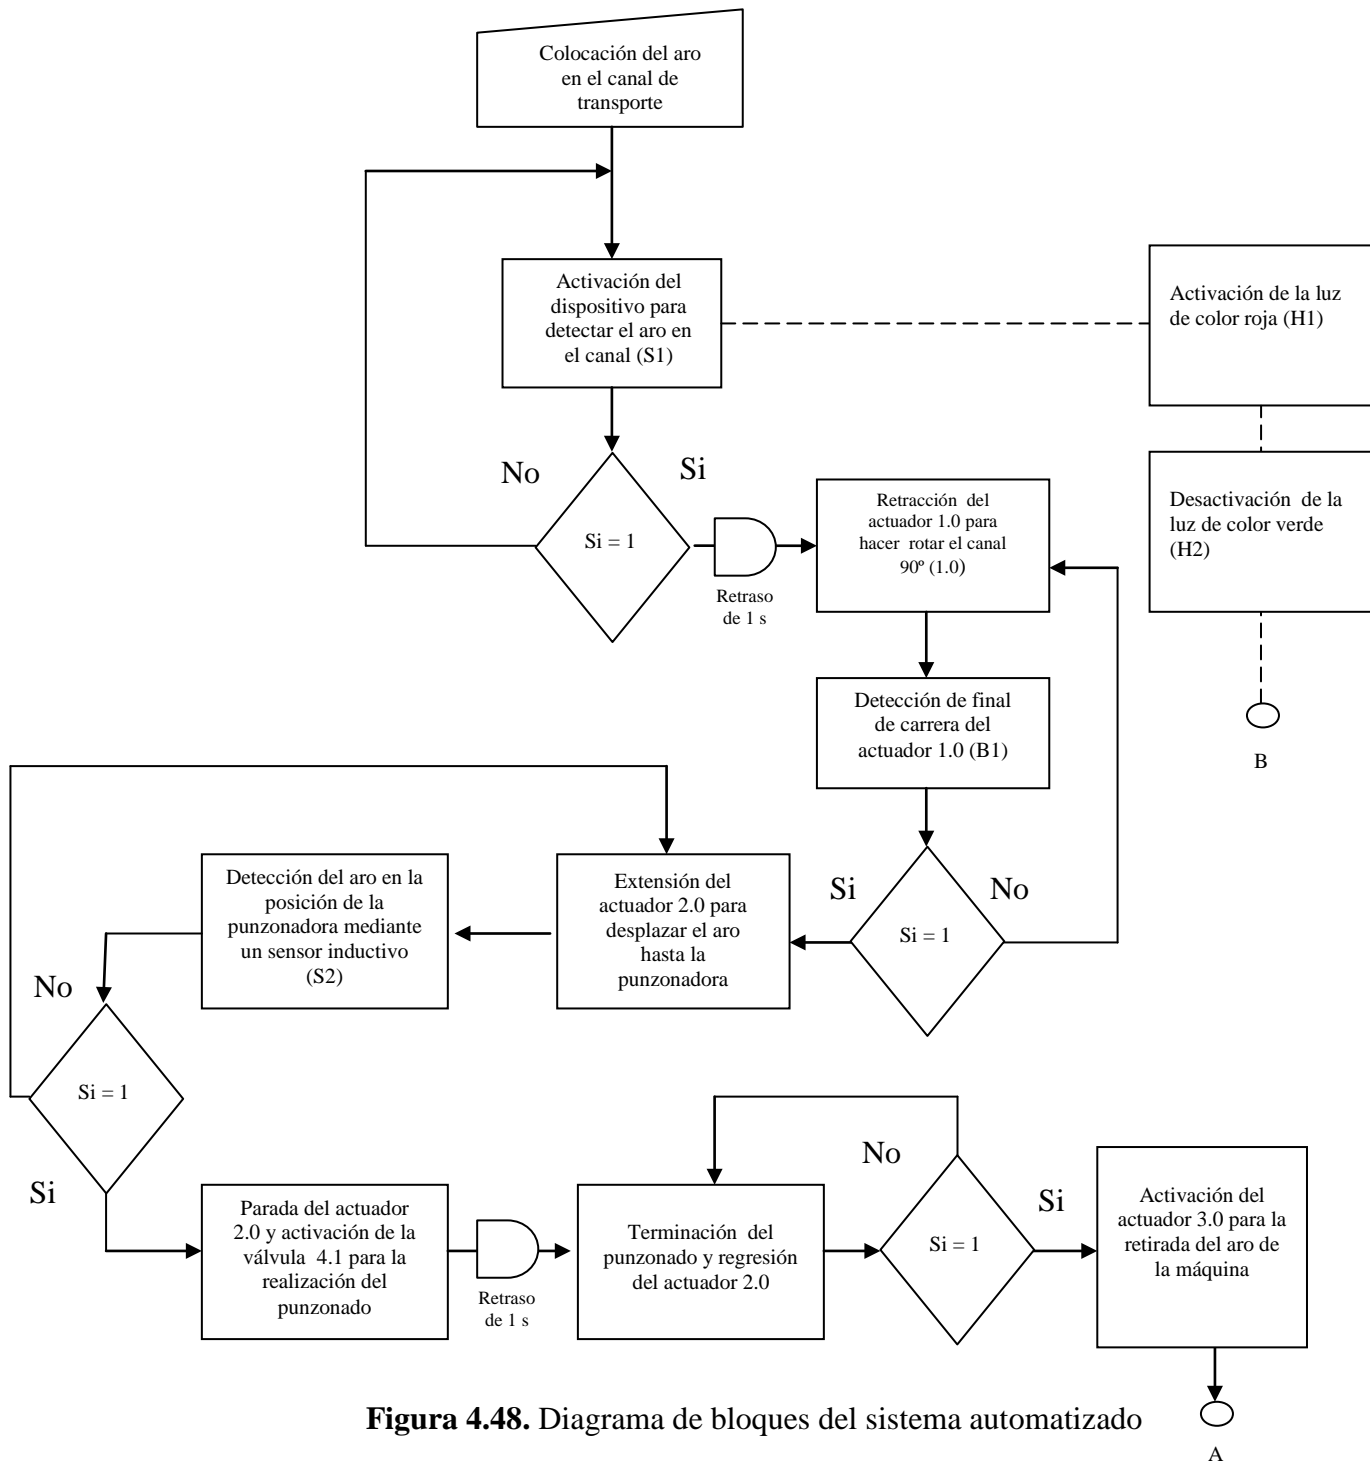 Colocación del aro
en el canal de
transporte
Activación del
dispositivo para
detectar el aro en
el canal (S1)
Activación de la luz
de color roja (H1)
No
Si
Si = 1
Retraso
de 1 s
Retracción del
actuador 1.0 para
hacer rotar el canal
90º (1.0)
Desactivación de la
luz de color verde
(H2)
B
Detección de final
de carrera del
actuador 1.0 (B1)
Si
No
Si = 1
Extensión del
actuador 2.0 para
desplazar el aro
hasta la
punzonadora
Detección del aro en la
posición de la
punzonadora mediante
un sensor inductivo
(S2)
No
Si = 1
Si
Parada del actuador
2.0 y activación de la
válvula 4.1 para la
realización del
punzonado
Retraso
de 1 s
Terminación del
punzonado y regresión
del actuador 2.0
No
Si = 1
Si
Activación del
actuador 3.0 para la
retirada del aro de
la máquina
A
Figura 4.48. Diagrama de bloques del sistema automatizado